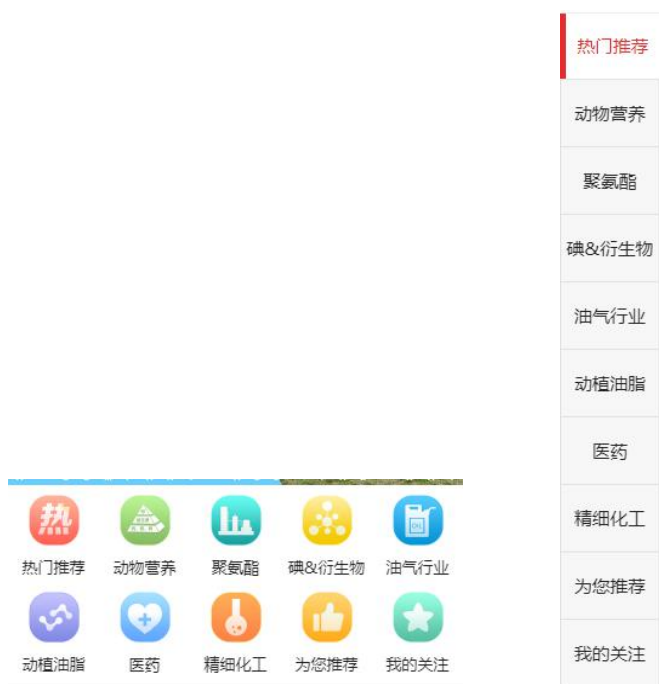 热门推荐
动物营养
聚氨酯
碘&衍生物
油气行业
动植油脂
医药
精细化工
为您推荐
我的关注
热
热门推荐 动物营养 聚氨酯 碘&衍生物 油气行业
动植油脂 医药 精细化工 为您推荐 我的关注